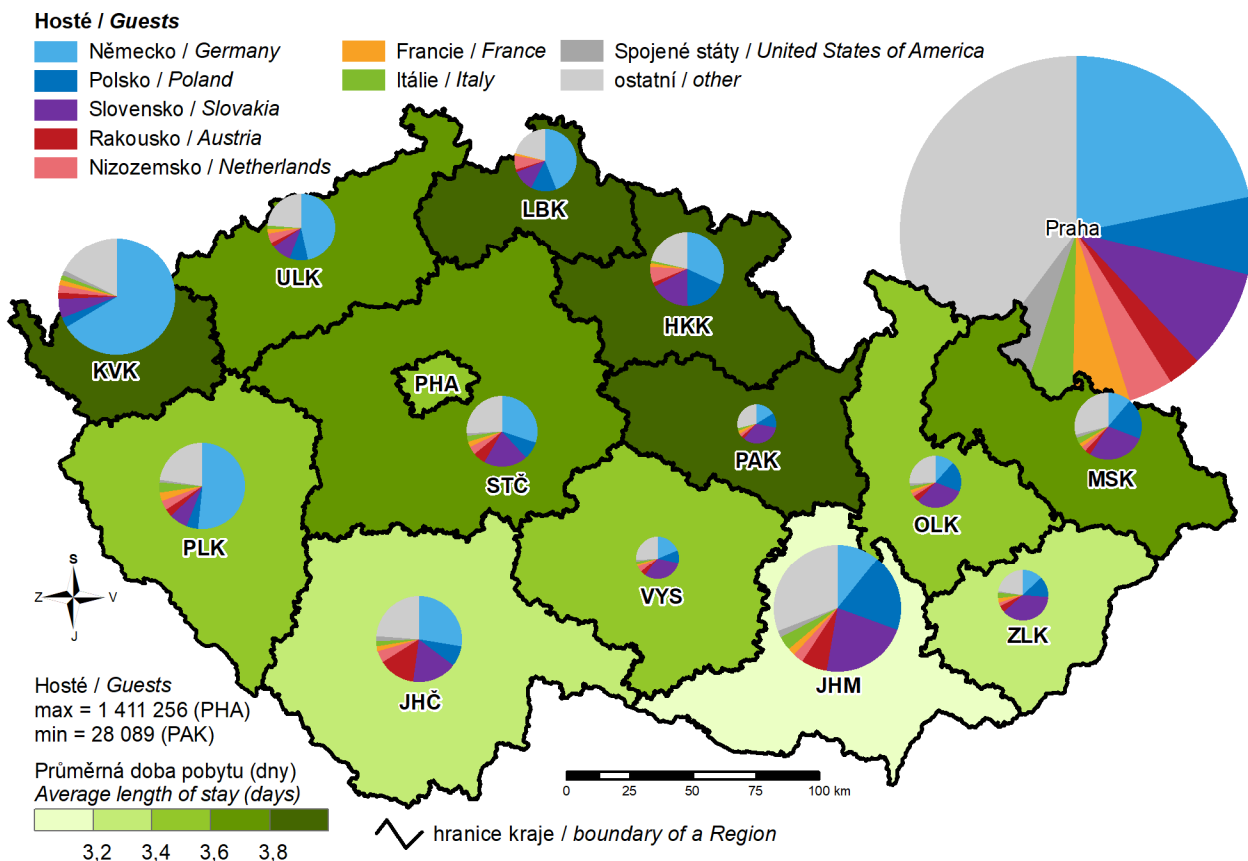 Hosté / Guests
Německo / Germany
Polsko / Poland
Slovensko / Slovakia
Rakousko / Austria
Nizozemsko / Netherlands
Francie / France
Itálie / Italy
Spojené státy / United States of America
ostatní / other
Praha
LBK
ULK
HKK
KVK
PHA
STČ
PAK
MSK
OLK
PLK
VYS
ZLK
JHM
JHČ
S
Z V
J
Hosté / Guests
max = 1 411 256 (PHA)
min = 28 089 (PAK)
Průměrná doba pobytu (dny)
Average length of stay (days)
3,2 3,4 3,6 3,8
0 25 50 75 100 km
hranice kraje / boundary of a Region